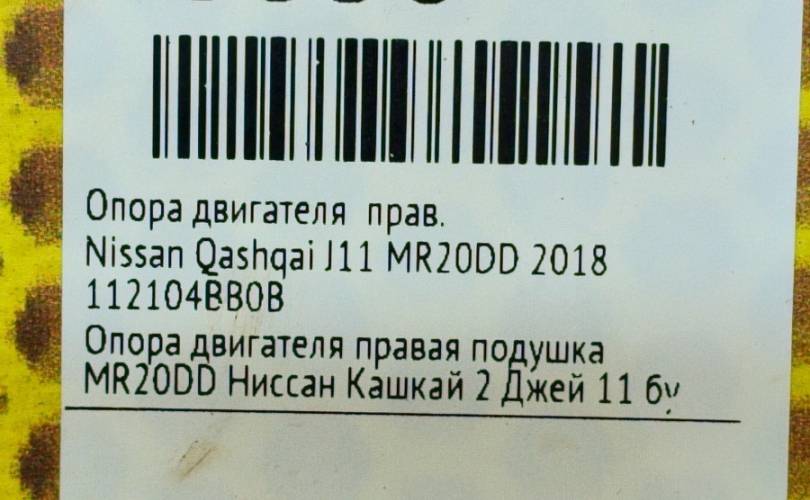 Опора двигателя прав.
Nissan Qashqai J11 MR20DD 2018
112104BB0B
Опора двигателя правая подушка
MR20DD Ниссан Кашкай 2 Джей 11 бу